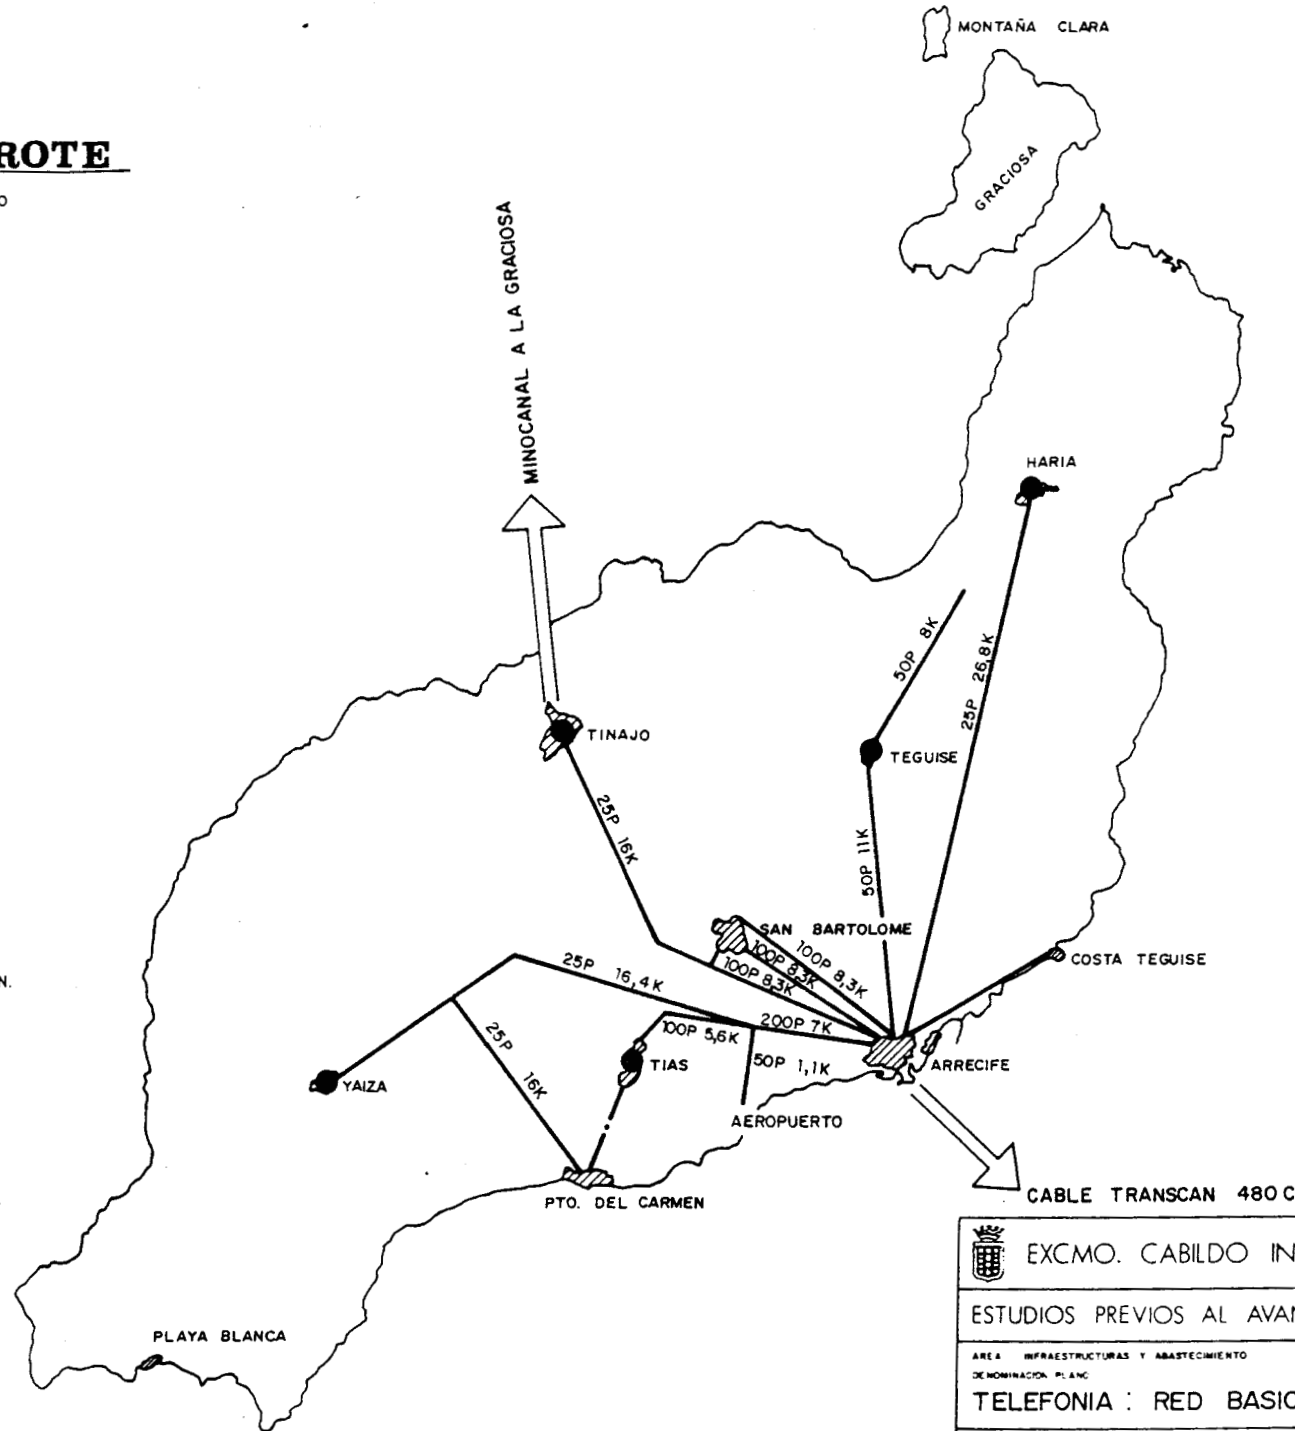 MONTAÑA CLARA
ROTE
O
GRACIOSA
MINOCANAL A LA GRACIOSA
HARIA
50P 8K
25P 26,8K
TINAJO
TEGUISE
25P 16K
50P 11K
SAN BARTOLOME
100P 8,3K
100P 8,3K
100P 8,3K
COSTA TEGUISE
25P 16,4K
N.
200P 7K
100P 5,6K
25P 16K
50P 1,1K
TIAS
ARRECIFE
YAIZA
AEROPUERTO
PTO. DEL CARMEN
CABLE TRANSCAN 480 C
EXCMO. CABILDO IN
ESTUDIOS PREVIOS AL AVAN
PLAYA BLANCA
AREA INFRAESTRUCTURAS Y ABASTECIMIENTO
DENOMINACION PLANO
TELEFONIA : RED BASIC